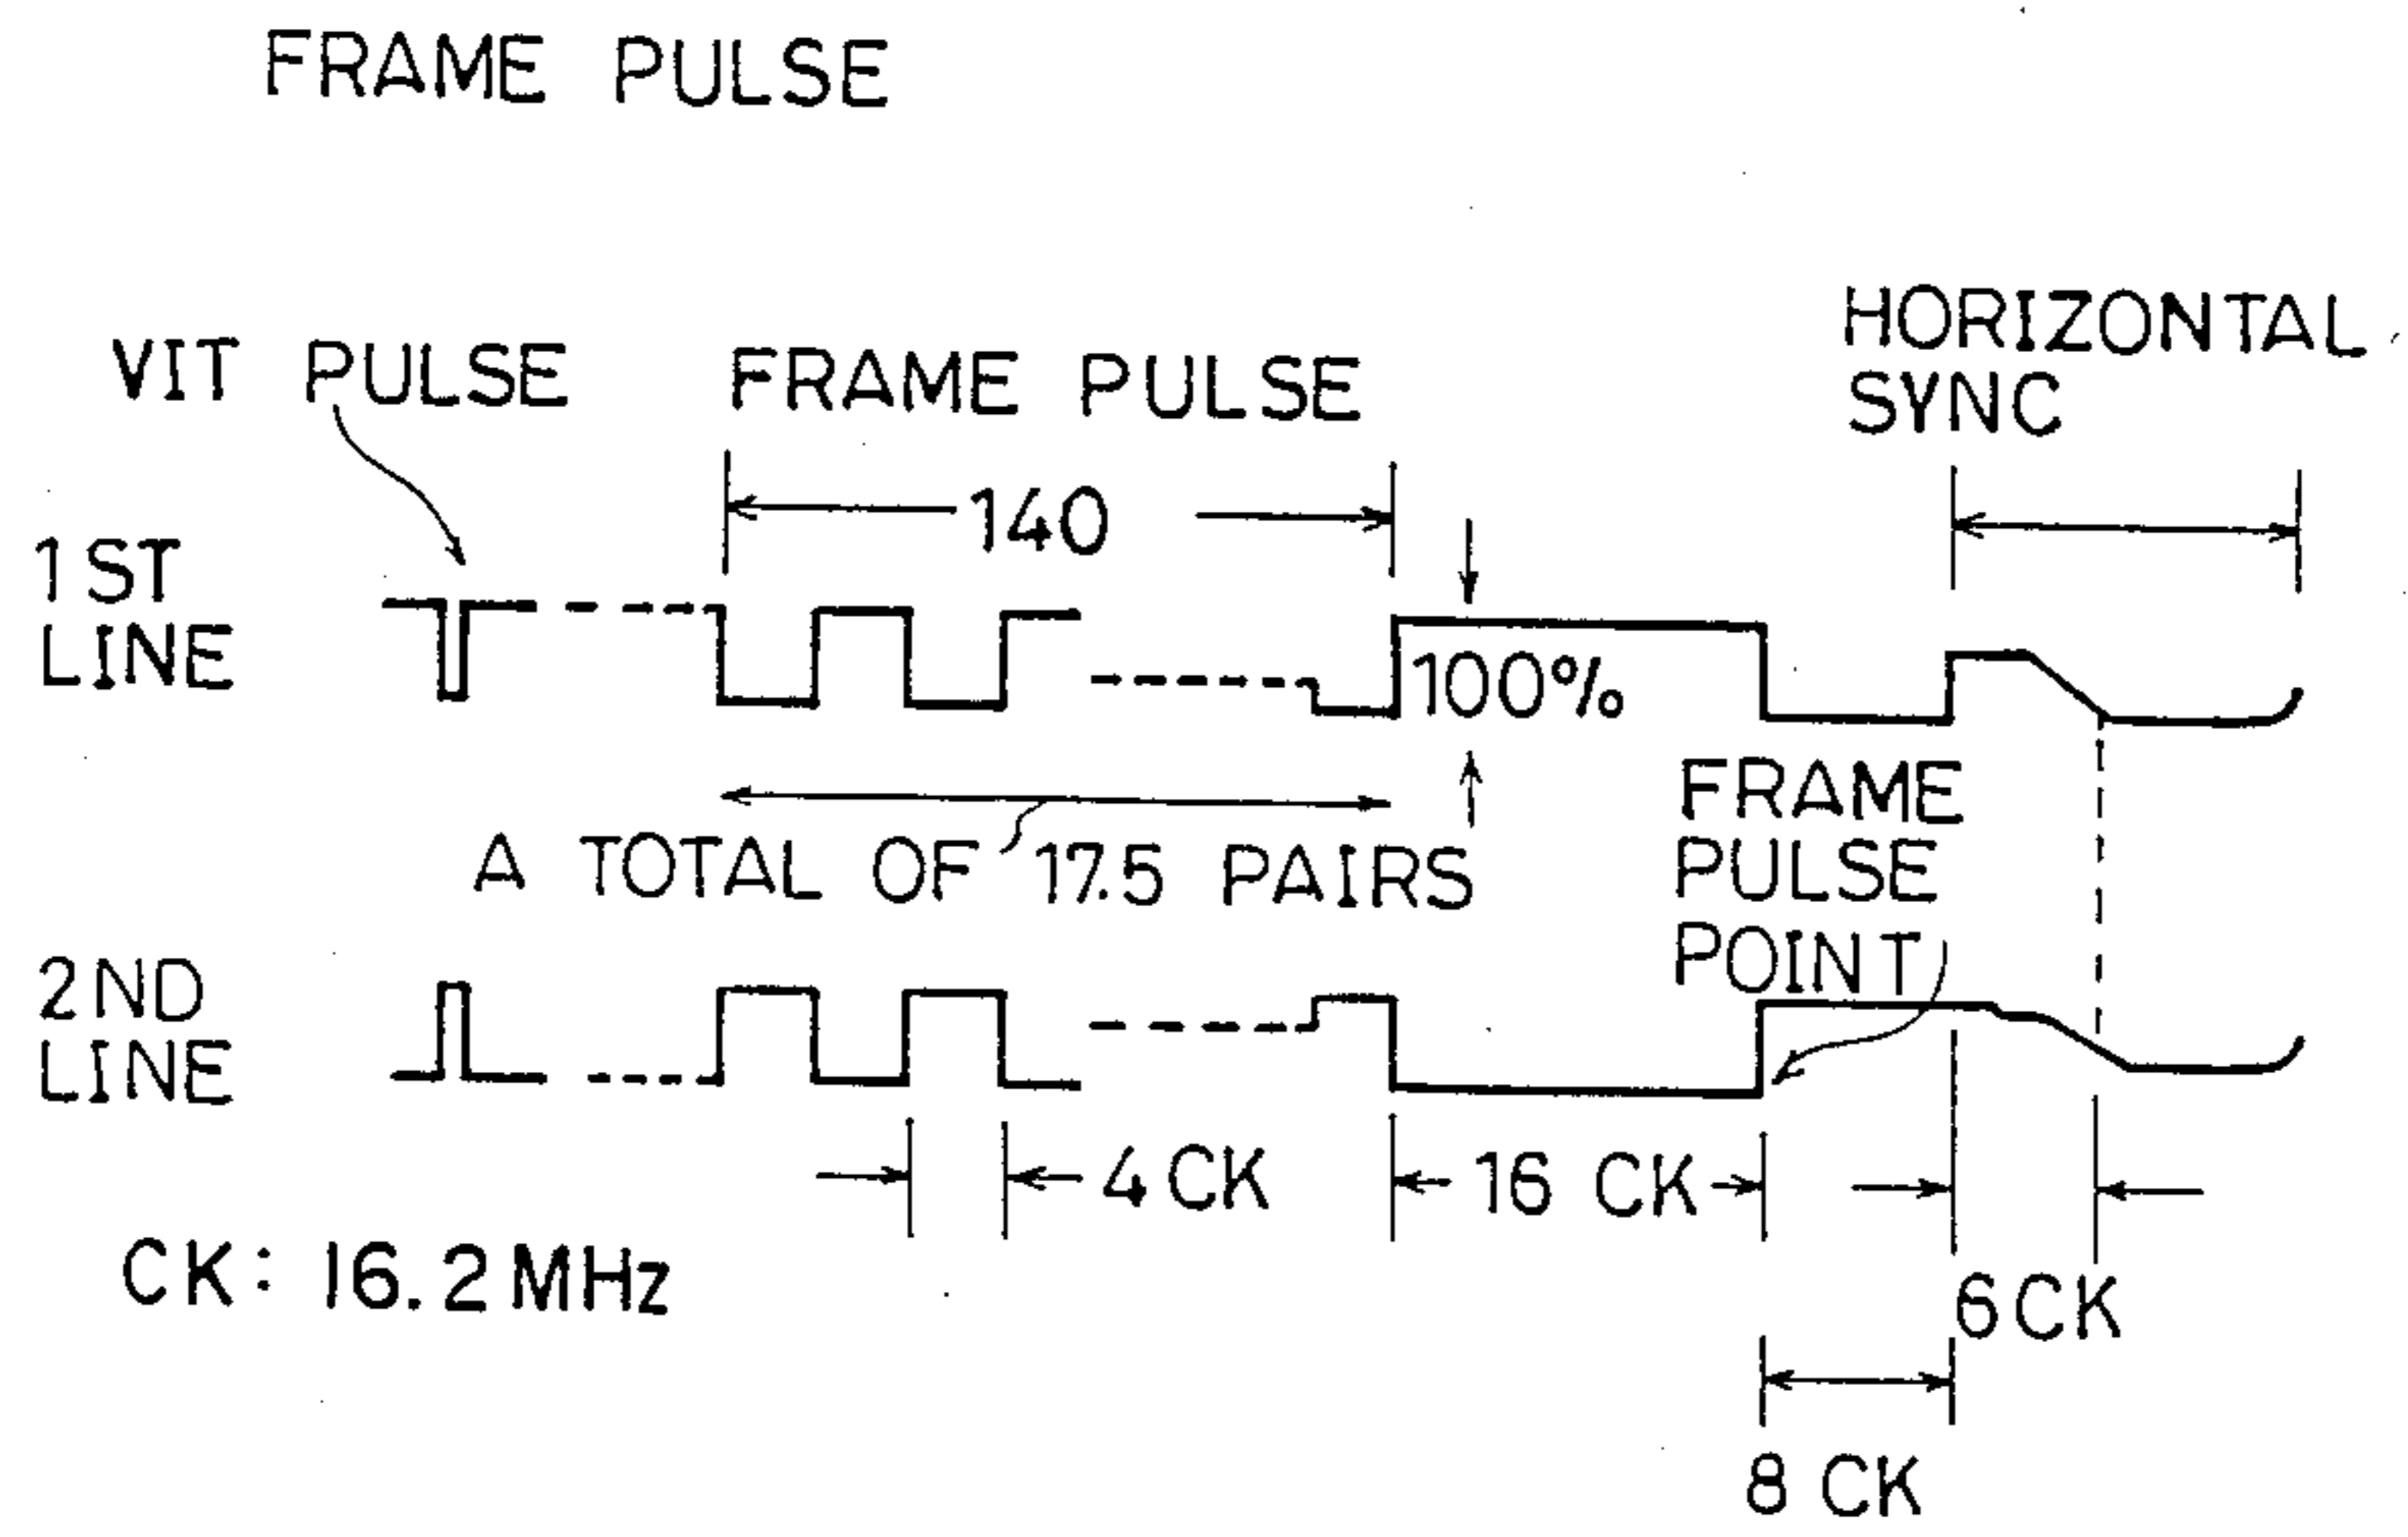 FRAME PULSE
VIT PULSE
FRAME PULSE
HORIZONTAL
SYNC
140
1ST
LINE
100%
A TOTAL OF 17.5 PAIRS
FRAME
PULSE
POINT
2ND
LINE
4CK
16 CK
CK: 16.2MHz
6CK
8 CK